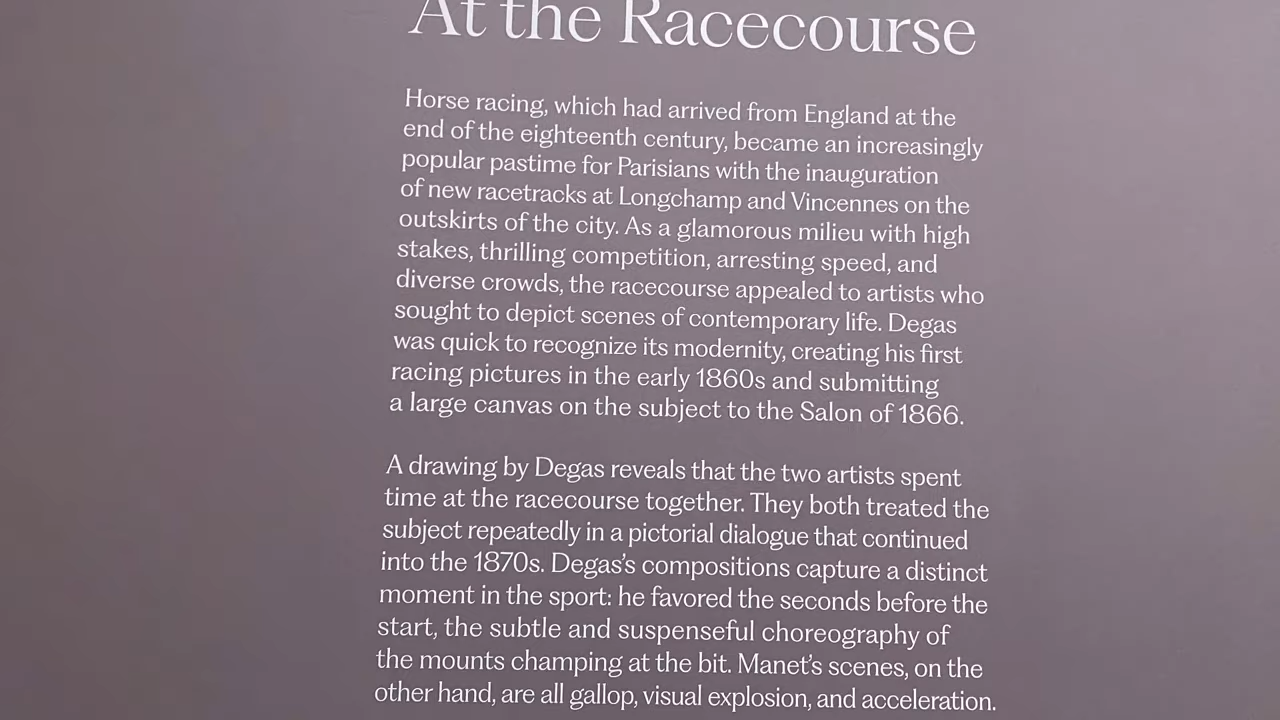 At the Racecourse
Horse racing, which had arrived from England at the
end of the eighteenth century, became an increasingly
popular pastime for Parisians with the inauguration
of new racetracks at Longchamp and Vincennes on the
outskirts of the city. As a glamorous milieu with high
stakes, thrilling competition, arresting speed, and
diverse crowds, the racecourse appealed to artists who
sought to depict scenes of contemporary life. Degas
was quick to recognize its modernity, creating his first
racing pictures in the early 1860s and submitting
a large canvas on the subject to the Salon of 1866.
A drawing by Degas reveals that the two artists spent
time at the racecourse together. They both treated the
subject repeatedly in a pictorial dialogue that continued
into the 1870s. Degas’s compositions capture a distinct
moment in the sport: he favored the seconds before the
start, the subtle and suspenseful choreography of
the mounts champing at the bit. Manet’s scenes, on the
other hand, are all gallop, visual explosion, and acceleration.